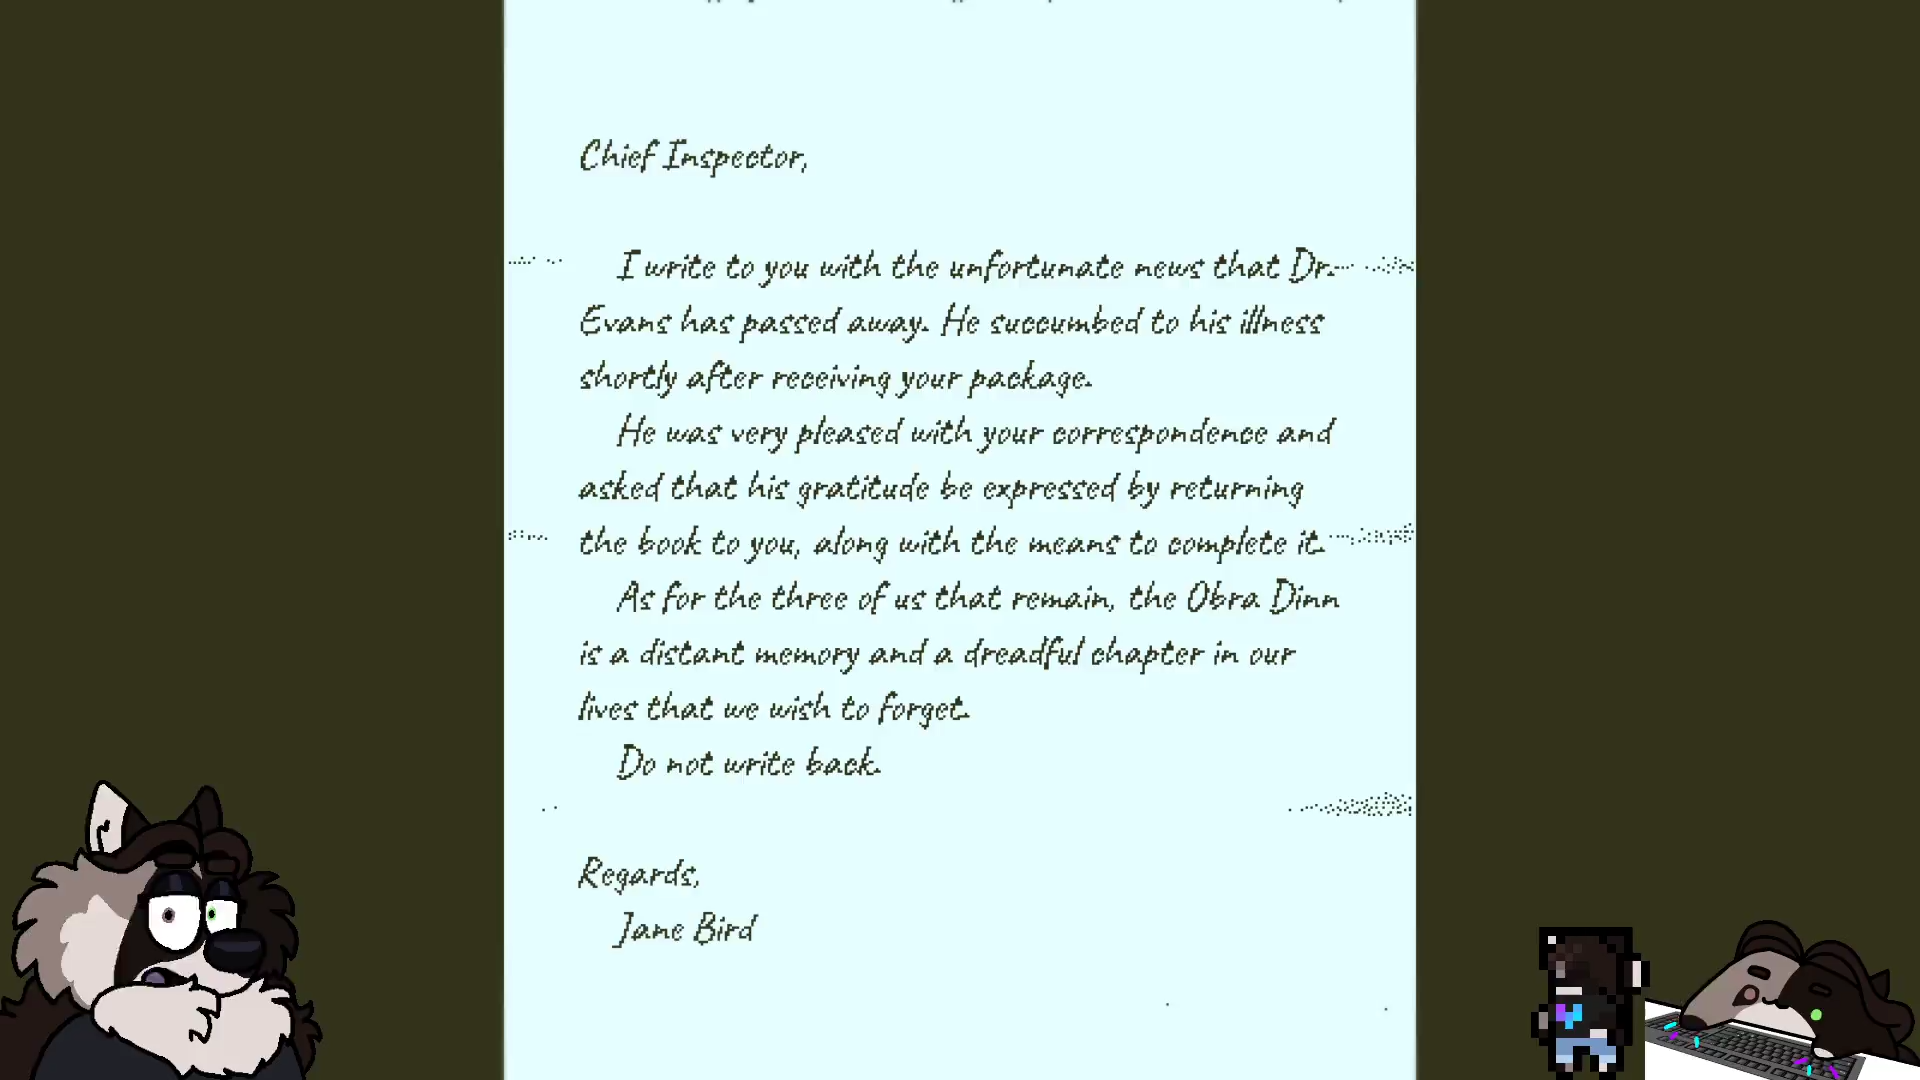 Chief Inspector,
I write to you with the unfortunate news that Dr.
Evans has passed away. He succumbed to his illness
shortly after receiving your package.
He was very pleased with your correspondence and
asked that his gratitude be expressed by returning
the book to you, along with the means to complete it.
As for the three of us that remain, the Obra Dinn
is a distant memory and a dreadful chapter in our
lives that we wish to forget.
Do not write back.
Regards,
Jane Bird